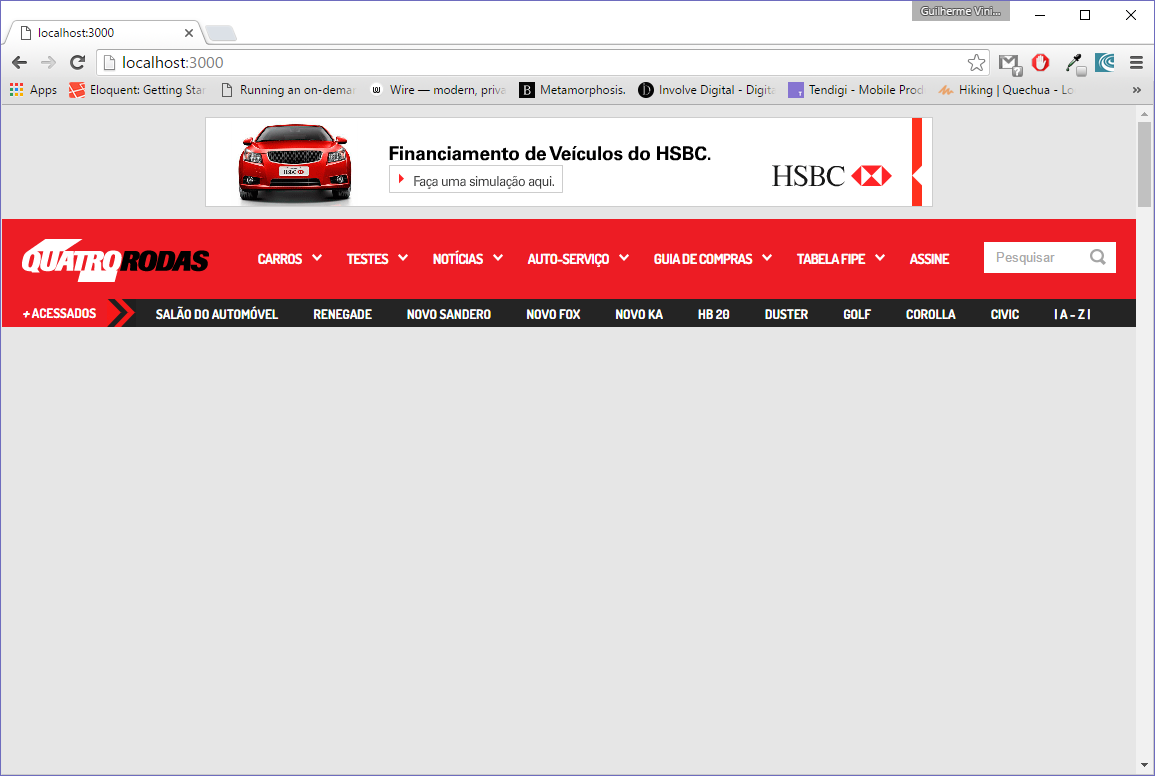 Guilherme Vini...
localhost:3000
localhost:3000
Apps Eloquent: Getting Star Running an on-deman Wire — modern, priva Metamorphosis. Involve Digital - Digita Tendigi - Mobile Prod Hiking | Quechua - Lo »
Financiamento de Veículos do HSBC.
Faça uma simulação aqui.
HSBC
QUATRO RODAS
CARROS TESTES NOTÍCIAS AUTO-SERVIÇO GUIA DE COMPRAS TABELA FIPE ASSINE Pesquisar
+ ACESSADOS SALÃO DO AUTOMÓVEL RENEGADE NOVO SANDERO NOVO FOX NOVO KA HB 20 DUSTER GOLF COROLLA CIVIC | A - Z |